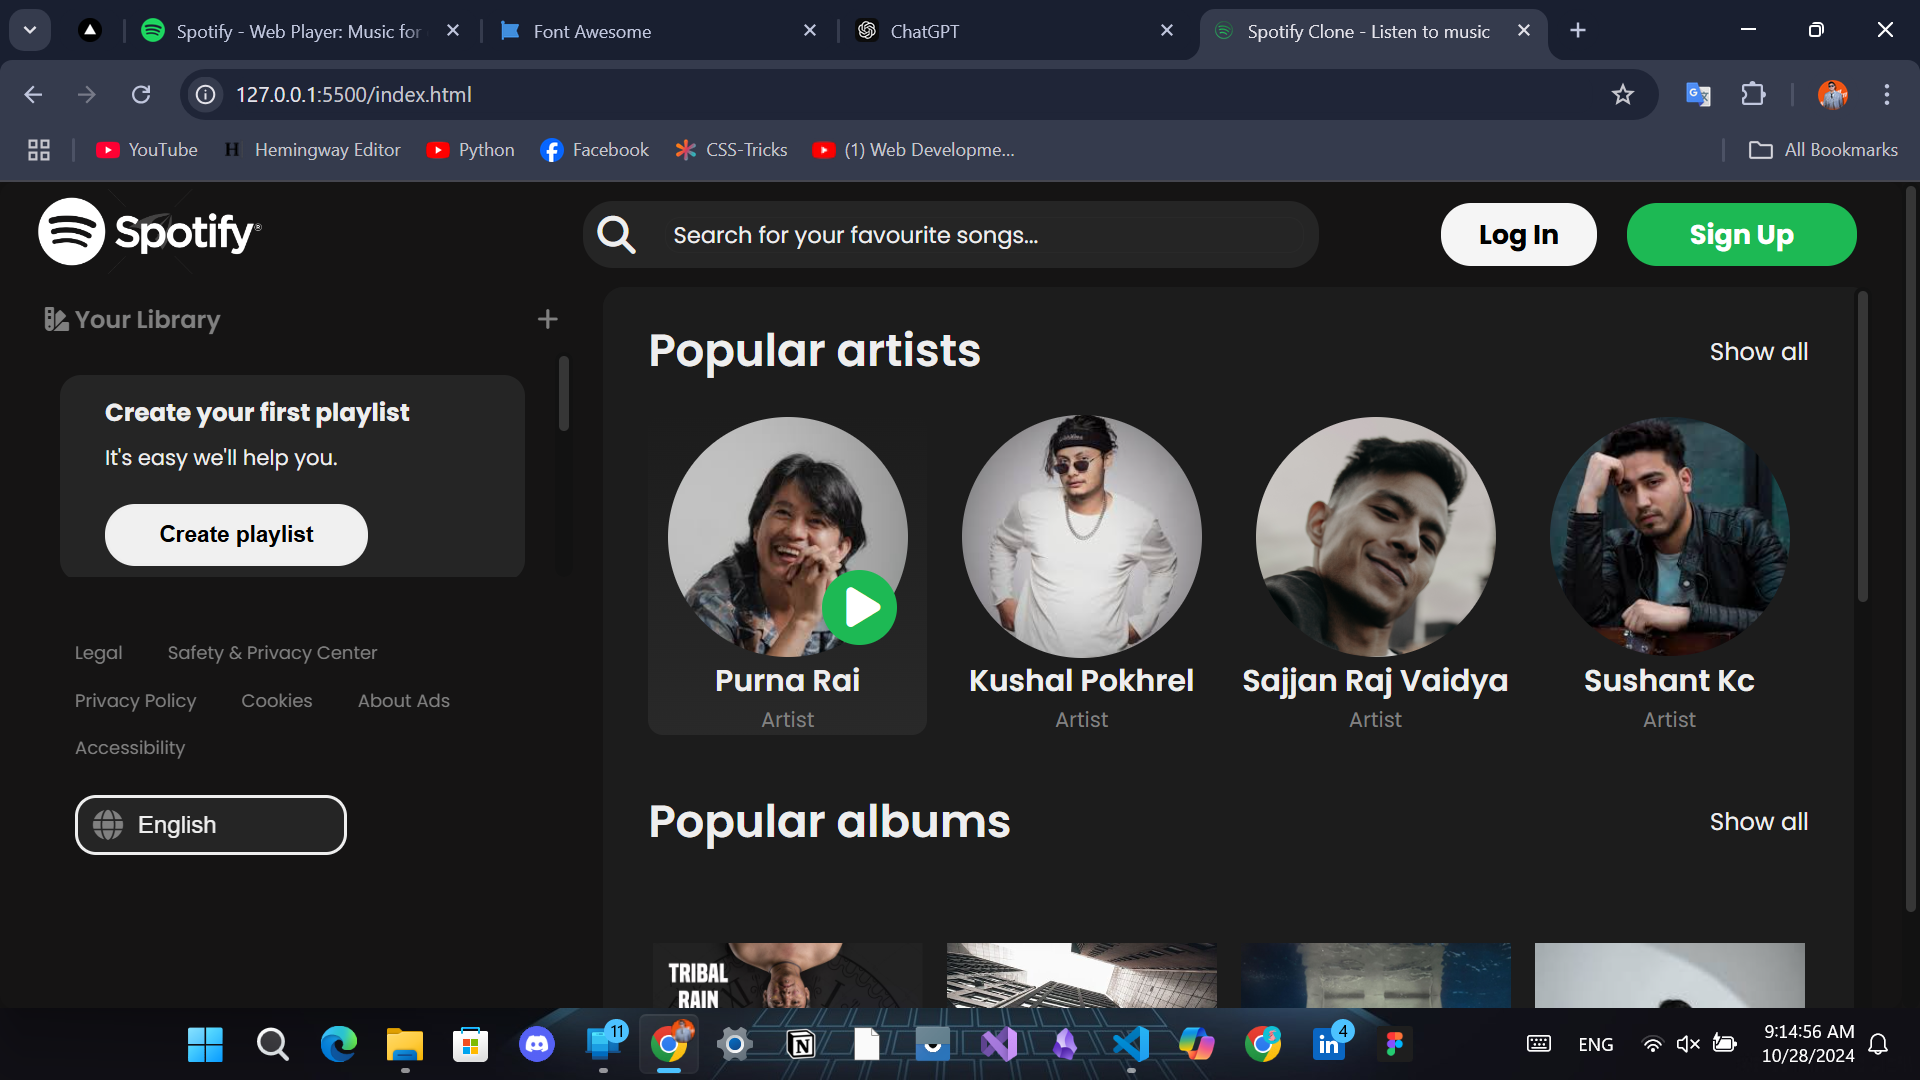 Spotify - Web Player: Music for
Font Awesome
ChatGPT
Spotify Clone - Listen to music
127.0.0.1:5500/index.html
YouTube
H Hemingway Editor
Python
Facebook
CSS-Tricks
(1) Web Developme...
All Bookmarks
Spotify®
Search for your favourite songs...
Log In
Sign Up
Your Library
+
Create your first playlist
It's easy we'll help you.
Create playlist
Legal
Safety & Privacy Center
Privacy Policy
Cookies
About Ads
Accessibility
English
Popular artists
Show all
Purna Rai
Artist
Kushal Pokhrel
Artist
Sajjan Raj Vaidya
Artist
Sushant Kc
Artist
Popular albums
Show all
TRIBAL
RAIN
11
4
ENG
9:14:56 AM
10/28/2024